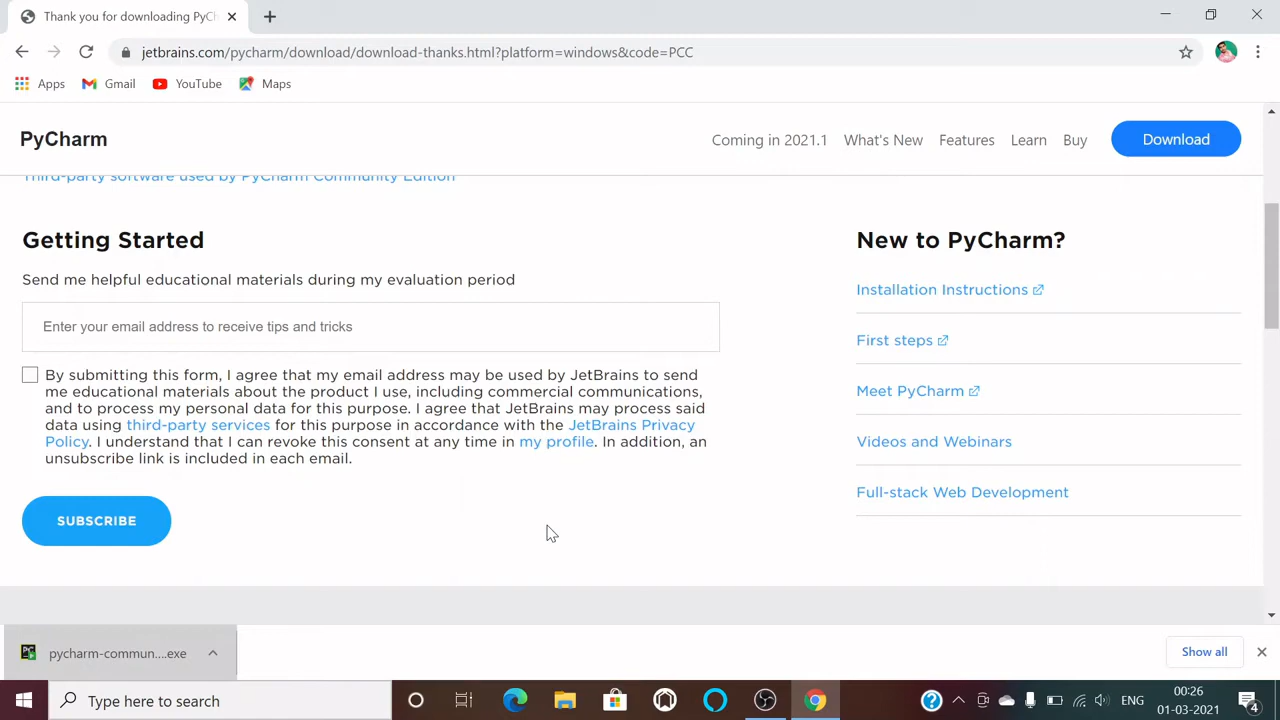 Thank you for downloading PyCh
jetbrains.com/pycharm/download/download-thanks.html?platform=windows&code=PCC
Apps Gmail YouTube Maps
PyCharm Coming in 2021.1 What's New Features Learn Buy Download
Third-party software used by PyCharm Community Edition
Getting Started
Send me helpful educational materials during my evaluation period
Enter your email address to receive tips and tricks
By submitting this form, I agree that my email address may be used by JetBrains to send
me educational materials about the product I use, including commercial communications,
and to process my personal data for this purpose. I agree that JetBrains may process said
data using third-party services for this purpose in accordance with the JetBrains Privacy
Policy. I understand that I can revoke this consent at any time in my profile. In addition, an
unsubscribe link is included in each email.
SUBSCRIBE
New to PyCharm?
Installation Instructions
First steps
Meet PyCharm
Videos and Webinars
Full-stack Web Development
pycharm-commun....exe Show all
Type here to search ENG 00:26
01-03-2021
4